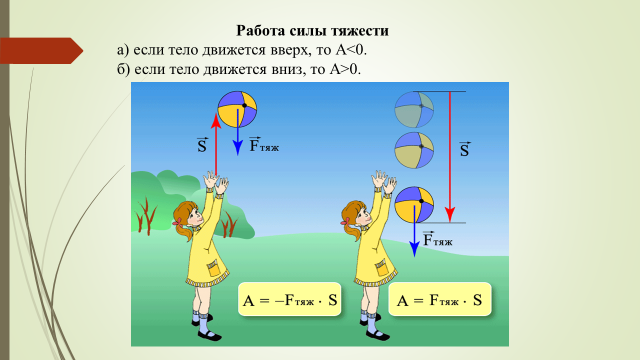 Работа силы тяжести
а) если тело движется вверх, то А<0.
б) если тело движется вниз, то А>0.
S
Fтяж
S
Fтяж
A = –Fтяж · S
A = Fтяж · S